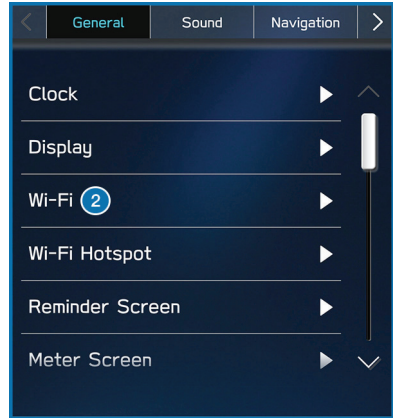 General Sound Navigation
Clock
Display
Wi-Fi 2
Wi-Fi Hotspot
Reminder Screen
Meter Screen